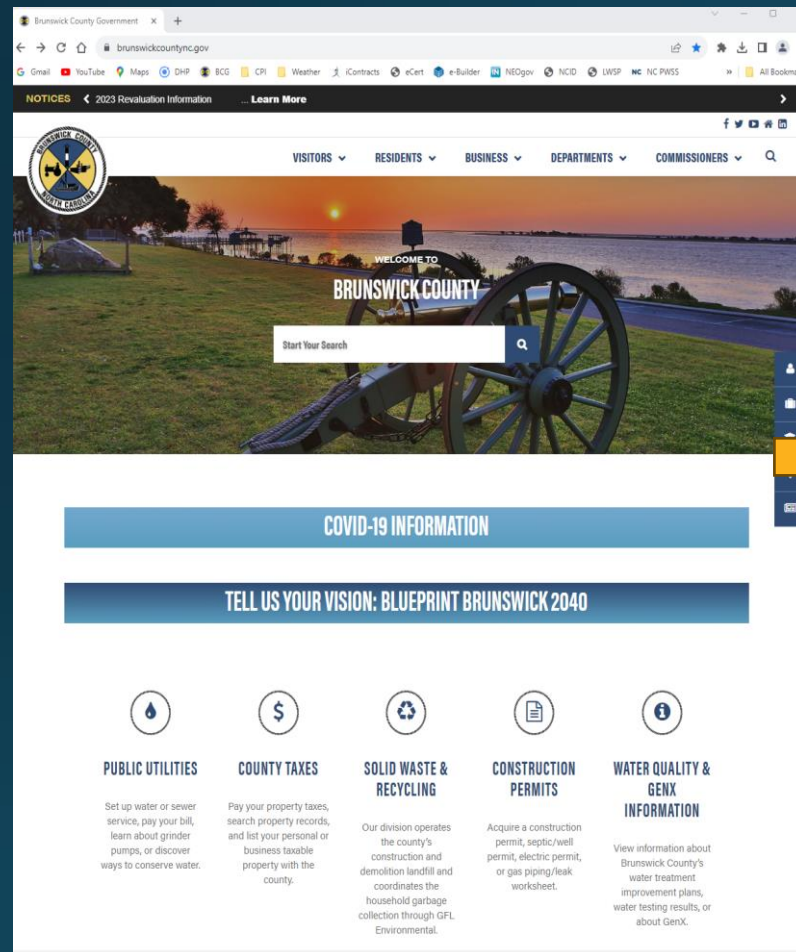 Brunswick County Government
brunswickcountync.gov
Gmail YouTube Maps DHP BCG CPI Weather iContracts eCert e-Builder NEOgov NCID LWSP NC PWSS » All Bookma
NOTICES 2023 Revaluation Information ... Learn More
BRUNSWICK COUNTY
NORTH CAROLINA
VISITORS RESIDENTS BUSINESS DEPARTMENTS COMMISSIONERS
WELCOME TO
BRUNSWICK COUNTY
Start Your Search
COVID-19 INFORMATION
TELL US YOUR VISION: BLUEPRINT BRUNSWICK 2040
PUBLIC UTILITIES
Set up water or sewer
service, pay your bill,
learn about grinder
pumps, or discover
ways to conserve water.
COUNTY TAXES
Pay your property taxes,
search property records,
and list your personal or
business taxable
property with the
county.
SOLID WASTE &
RECYCLING
Our division operates
the county's
construction and
demolition landfill and
coordinates the
household garbage
collection through GFL
Environmental.
CONSTRUCTION
PERMITS
Acquire a construction
permit, septic/well
permit, electric permit,
or gas piping/leak
worksheet.
WATER QUALITY &
GENX
INFORMATION
View information about
Brunswick County's
water treatment
improvement plans,
water testing results, or
about GenX.